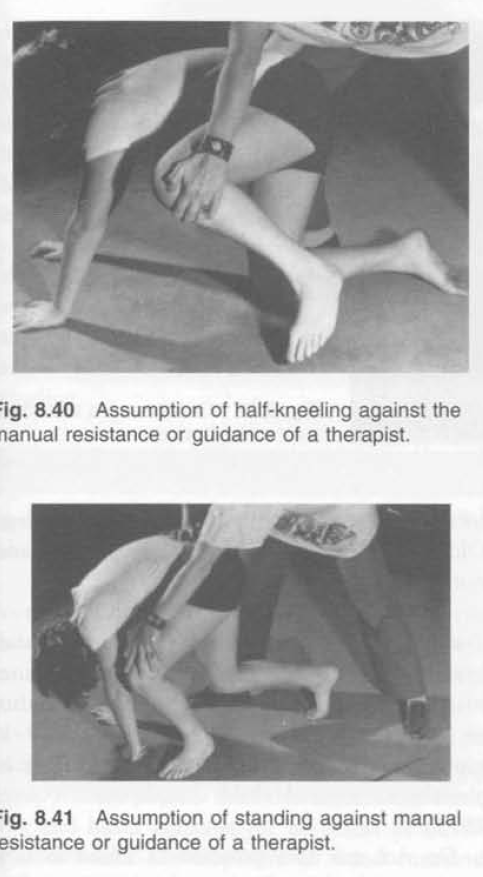 Fig. 8.40 Assumption of half-kneeling against the
manual resistance or guidance of a therapist.
Fig. 8.41 Assumption of standing against manual
resistance or guidance of a therapist.